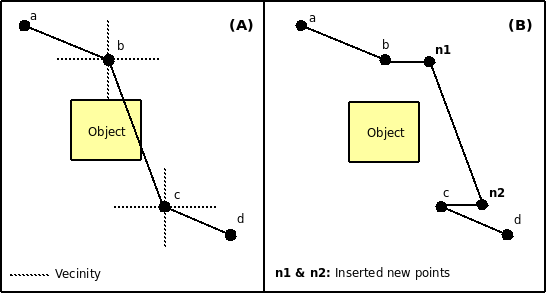 a
(A)
b
Object
c
d
Vecinity
a
(B)
b
n1
Object
c
n2
d
n1 & n2: Inserted new points